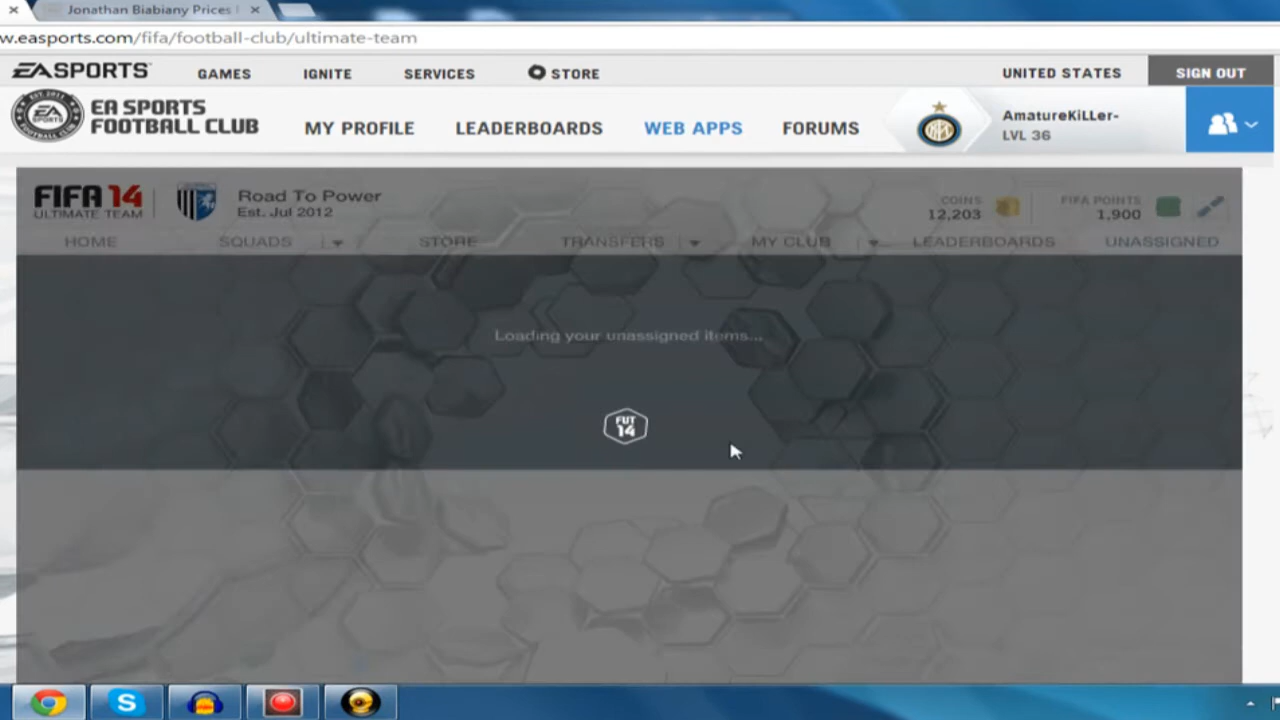 Jonathan Biabiany Prices
w.easports.com/fifa/football-club/ultimate-team
EA SPORTS GAMES IGNITE SERVICES STORE UNITED STATES SIGN OUT
EA SPORTS
FOOTBALL CLUB
MY PROFILE LEADERBOARDS WEB APPS FORUMS
AmatureKiLLer-
LVL 36
FIFA 14
ULTIMATE TEAM
Road To Power
Est. Jul 2012
COINS
12,203
FIFA POINTS
1,900
HOME SQUADS STORE TRANSFERS MY CLUB LEADERBOARDS UNASSIGNED
Loading your unassigned items...
FUT
14